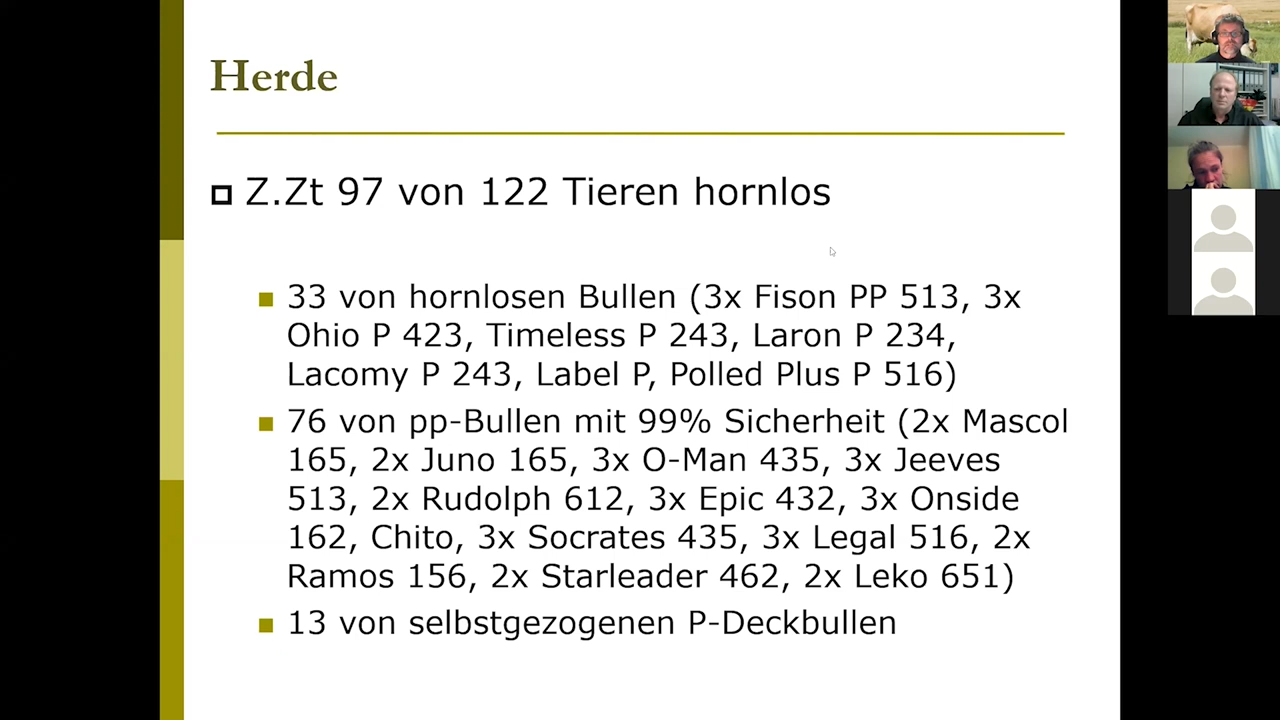 Herde
Z.Zt 97 von 122 Tieren hornlos
33 von hornlosen Bullen (3x Fison PP 513, 3x
Ohio P 423, Timeless P 243, Laron P 234,
Lacomy P 243, Label P, Polled Plus P 516)
76 von pp-Bullen mit 99% Sicherheit (2x Mascol
165, 2x Juno 165, 3x O-Man 435, 3x Jeeves
513, 2x Rudolph 612, 3x Epic 432, 3x Onside
162, Chito, 3x Socrates 435, 3x Legal 516, 2x
Ramos 156, 2x Starleader 462, 2x Leko 651)
13 von selbstgezogenen P-Deckbullen